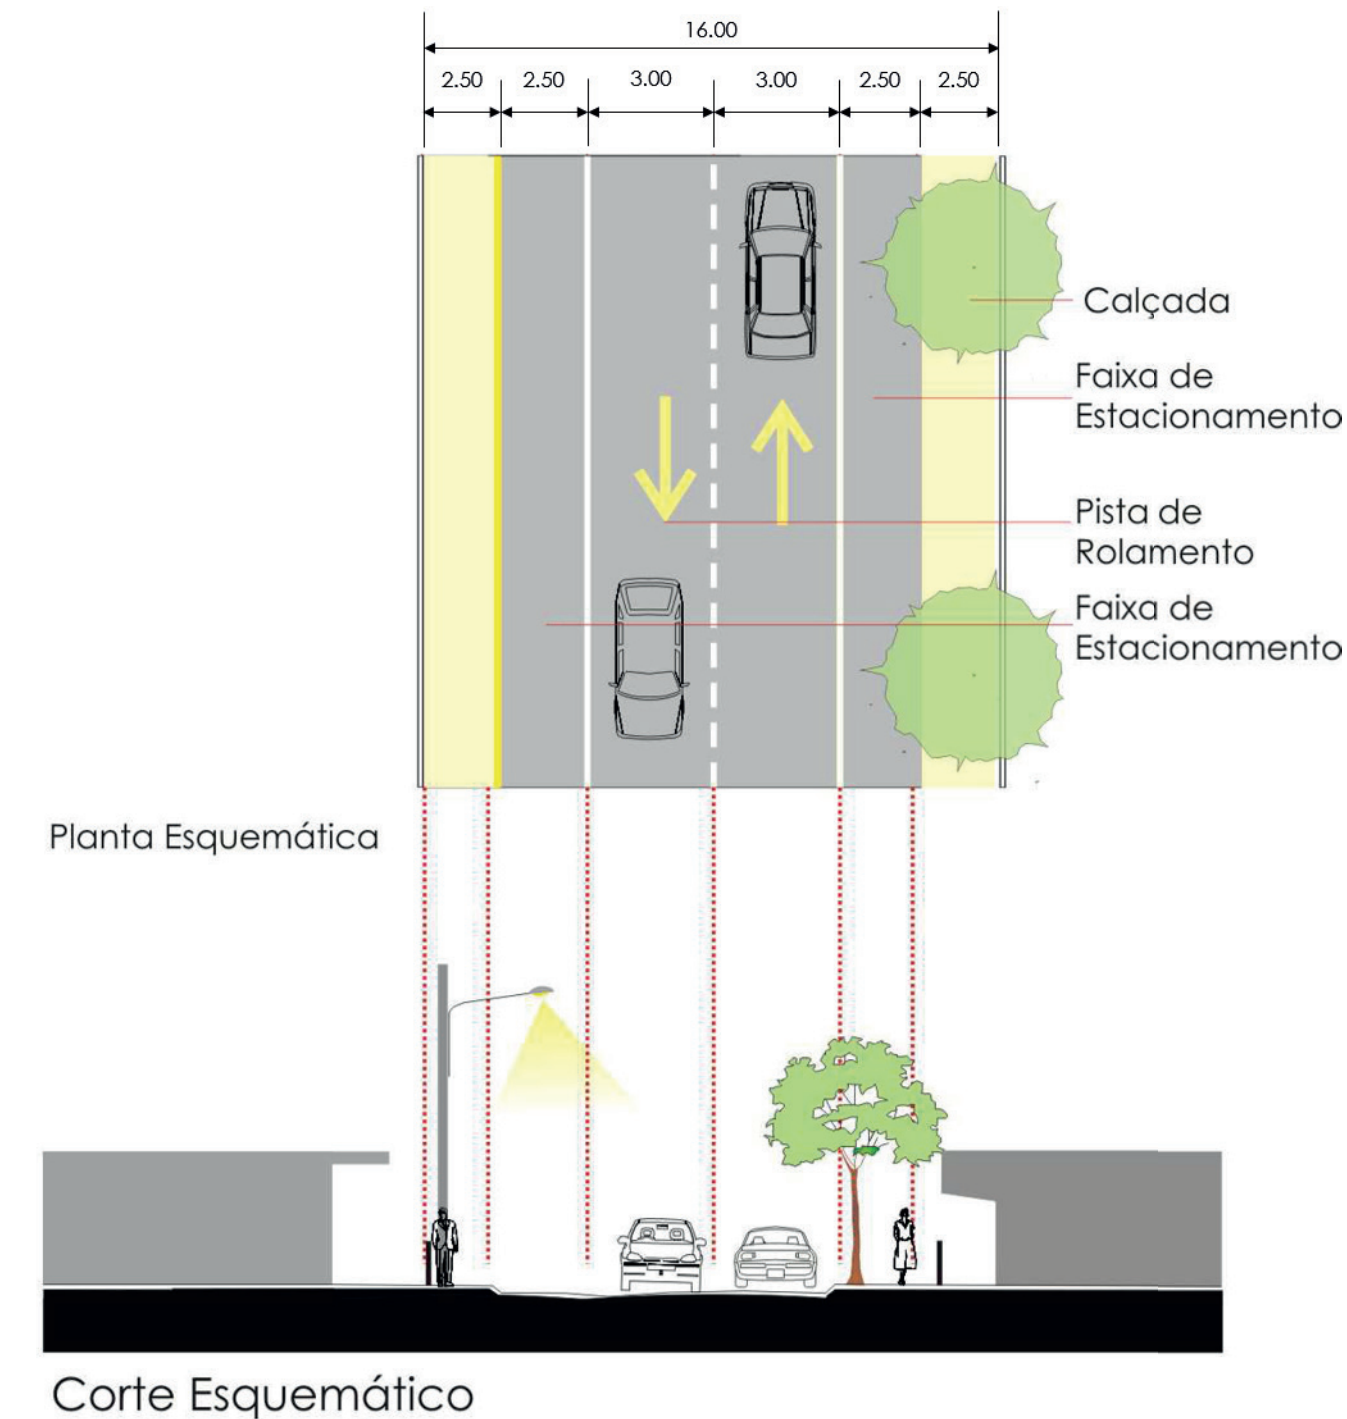 16.00
2.50 2.50 3.00 3.00 2.50 2.50
Calçada
Faixa de
Estacionamento
Pista de
Rolamento
Faixa de
Estacionamento
Planta Esquemática
Corte Esquemático